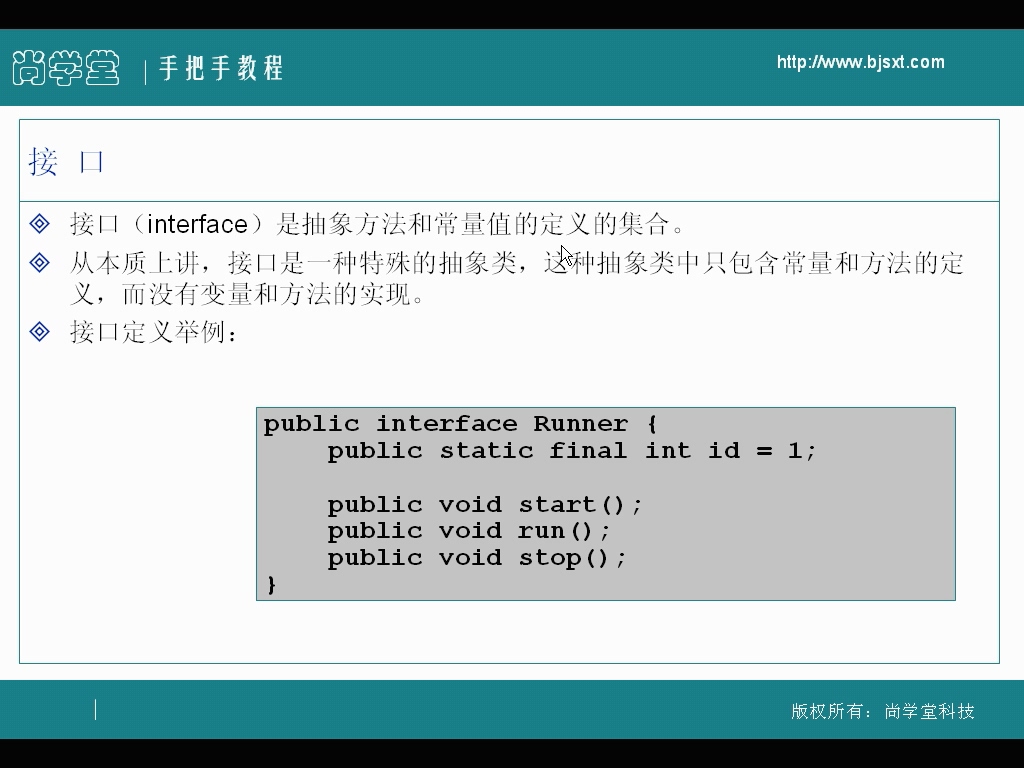 尚学堂 手把手教程
http://www.bjsxt.com
接 口
接口（interface）是抽象方法和常量值的定义的集合。
从本质上讲，接口是一种特殊的抽象类，这种抽象类中只包含常量和方法的定
义，而没有变量和方法的实现。
接口定义举例：
public interface Runner {
    public static final int id = 1;
    public void start();
    public void run();
    public void stop();
}
版权所有：尚学堂科技